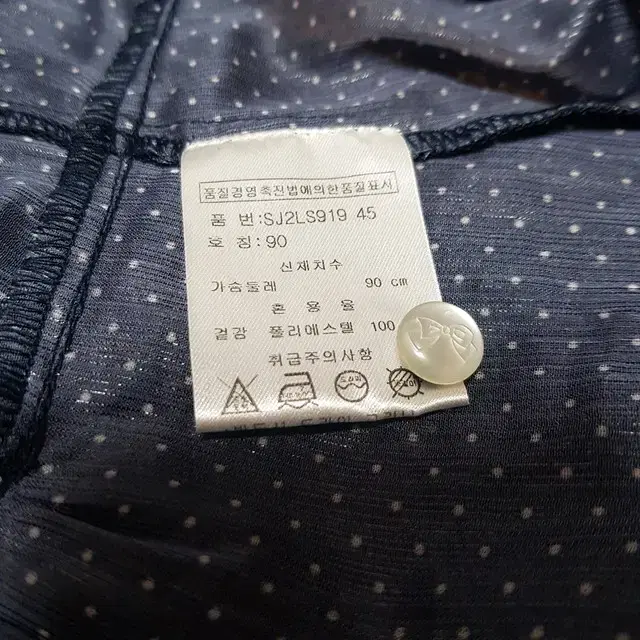 품질경영촉진법에의한품질표시
품 번:SJ2LS919 45
호 칭:90
신체치수
가슴둘레 90 cm
혼 용 율
겉감 폴리에스텔 100
취급주의사항